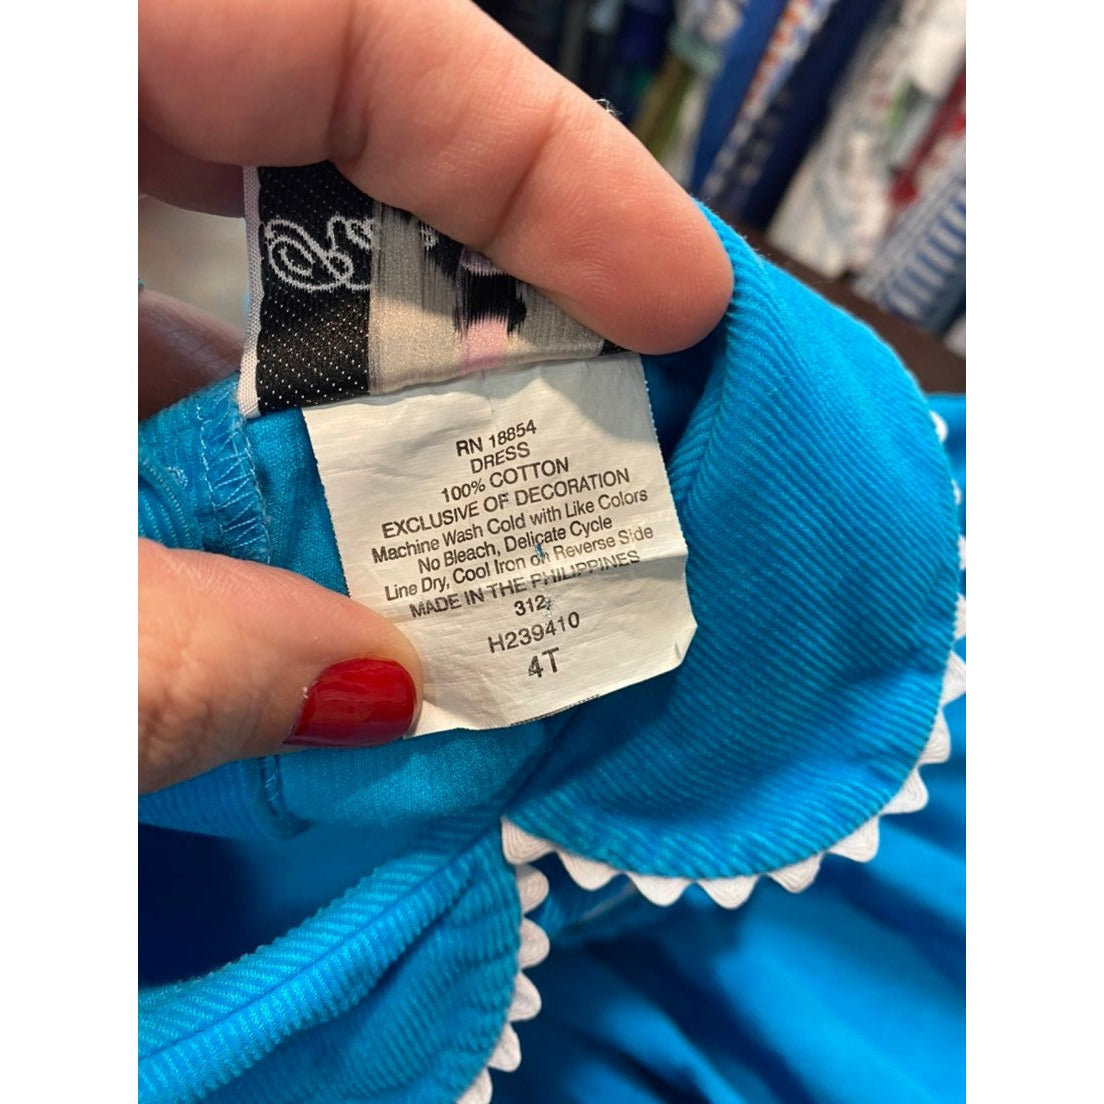 RN 18854
DRESS
100% COTTON
EXCLUSIVE OF DECORATION
Machine Wash Cold with Like Colors
No Bleach, Delicate Cycle
Line Dry, Cool Iron on Reverse Side
MADE IN THE PHILIPPINES
312
H239410
4T